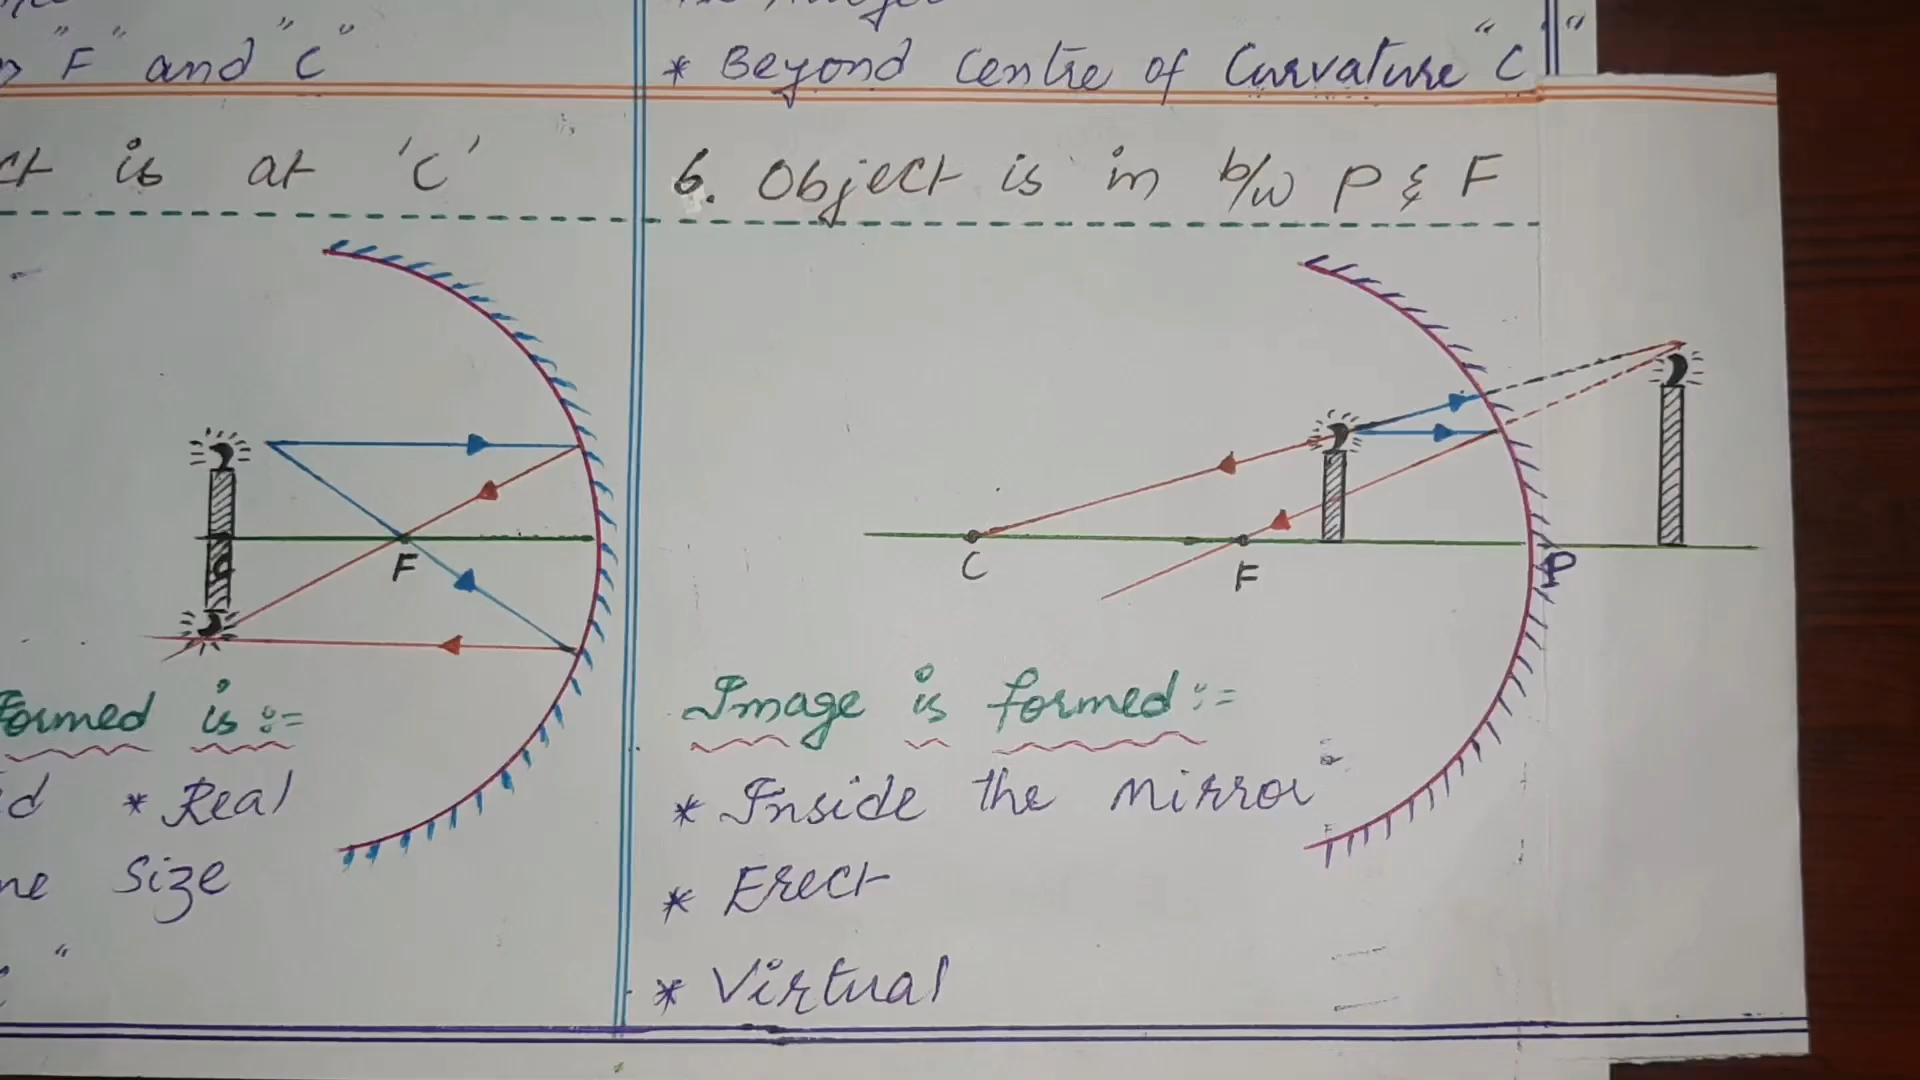 "F" and "C"
* Beyond Centre of Curvature "C"
is at 'C'
F
Formed is :-
* Real
Size
6. Object is in b/w P & F
C
F
P
Image is formed :-
* Inside the mirror
* Erect
* Virtual